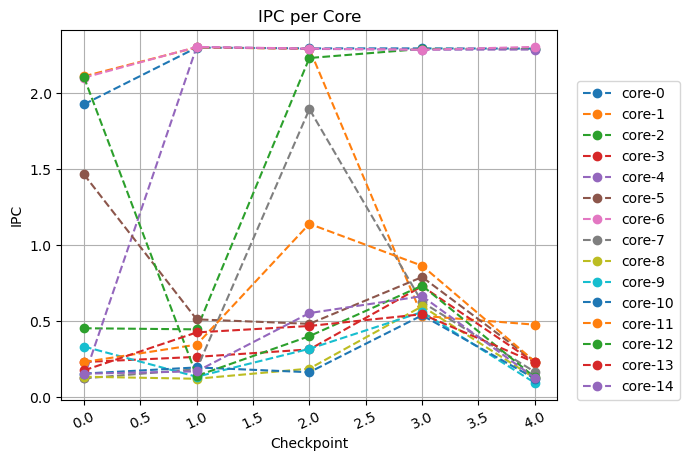 IPC per Core
IPC
2.0
1.5
1.0
0.5
0.0
0.0
0.5
1.0
1.5
2.0
2.5
3.0
3.5
4.0
Checkpoint
core-0
core-1
core-2
core-3
core-4
core-5
core-6
core-7
core-8
core-9
core-10
core-11
core-12
core-13
core-14